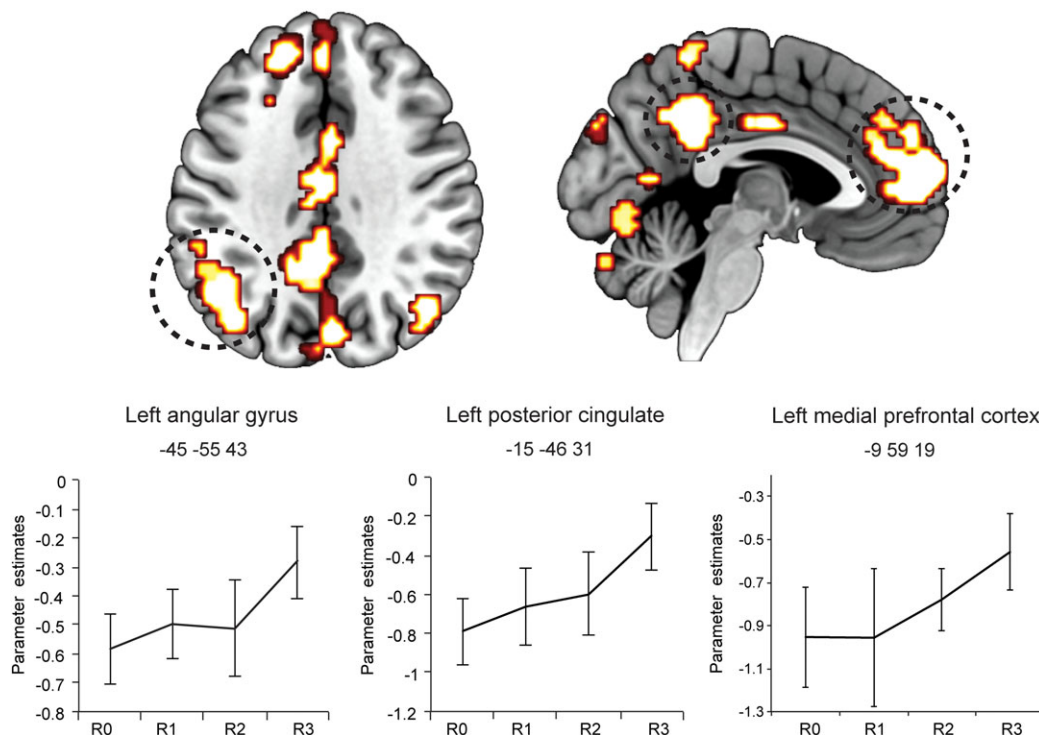 Left angular gyrus
-45 -55 43
Parameter estimates
0
-0.1
-0.2
-0.3
-0.4
-0.5
-0.6
-0.7
-0.8
R0 R1 R2 R3
Left posterior cingulate
-15 -46 31
Parameter estimates
0
-0.2
-0.4
-0.6
-0.8
-1
-1.2
R0 R1 R2 R3
Left medial prefrontal cortex
-9 59 19
Parameter estimates
-0.3
-0.5
-0.7
-0.9
-1.1
-1.3
R0 R1 R2 R3